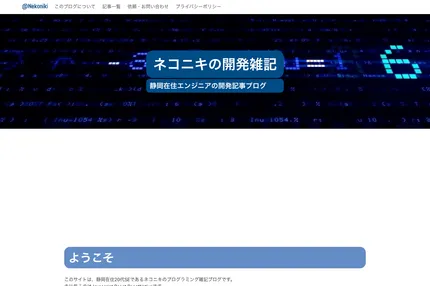 @Nekoniki このブログについて 記事一覧 依頼・お問い合わせ プライバシーポリシー
ネコニキの開発雑記
静岡在住エンジニアの開発記事ブログ
ようこそ
このサイトは、静岡在住20代SEであるネコニキのプログラミング雑記ブログです。